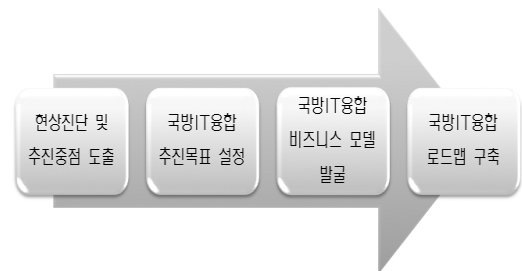 현상진단 및
추진중점 도출
국방IT융합
추진목표 설정
국방IT융합
비즈니스 모델
발굴
국방IT융합
로드맵 구축